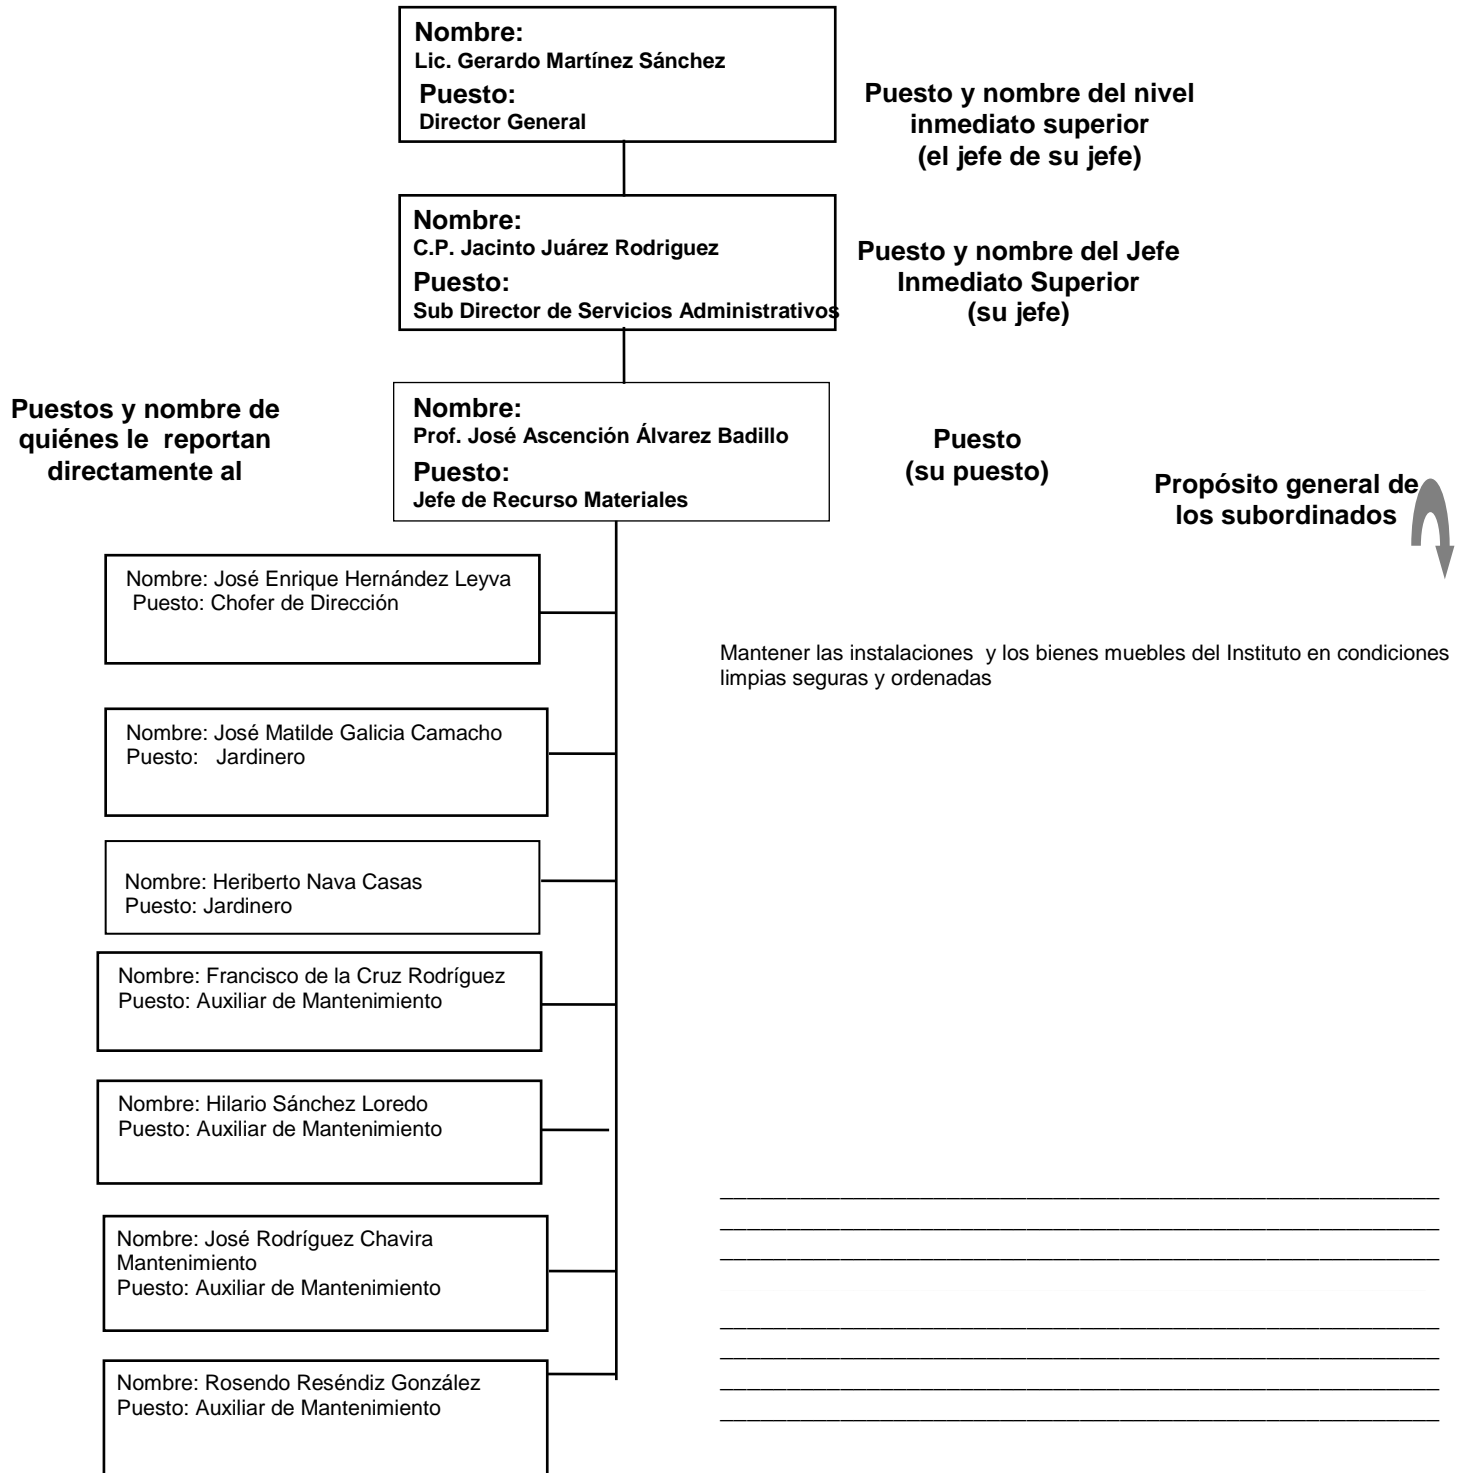 Nombre:
Lic. Gerardo Martínez Sánchez
Puesto:
Director General
Puesto y nombre del nivel
inmediato superior
(el jefe de su jefe)
Nombre:
C.P. Jacinto Juárez Rodriguez
Puesto:
Sub Director de Servicios Administrativos
Puesto y nombre del Jefe
Inmediato Superior
(su jefe)
Puestos y nombre de
quiénes le reportan
directamente al
Nombre:
Prof. José Ascención Álvarez Badillo
Puesto:
Jefe de Recurso Materiales
Puesto
(su puesto)
Propósito general de
los subordinados
Nombre: José Enrique Hernández Leyva
Puesto: Chofer de Dirección
Mantener las instalaciones y los bienes muebles del Instituto en condiciones
limpias seguras y ordenadas
Nombre: José Matilde Galicia Camacho
Puesto: Jardinero
Nombre: Heriberto Nava Casas
Puesto: Jardinero
Nombre: Francisco de la Cruz Rodríguez
Puesto: Auxiliar de Mantenimiento
Nombre: Hilario Sánchez Loredo
Puesto: Auxiliar de Mantenimiento
Nombre: José Rodríguez Chavira
Mantenimiento
Puesto: Auxiliar de Mantenimiento
Nombre: Rosendo Reséndiz González
Puesto: Auxiliar de Mantenimiento